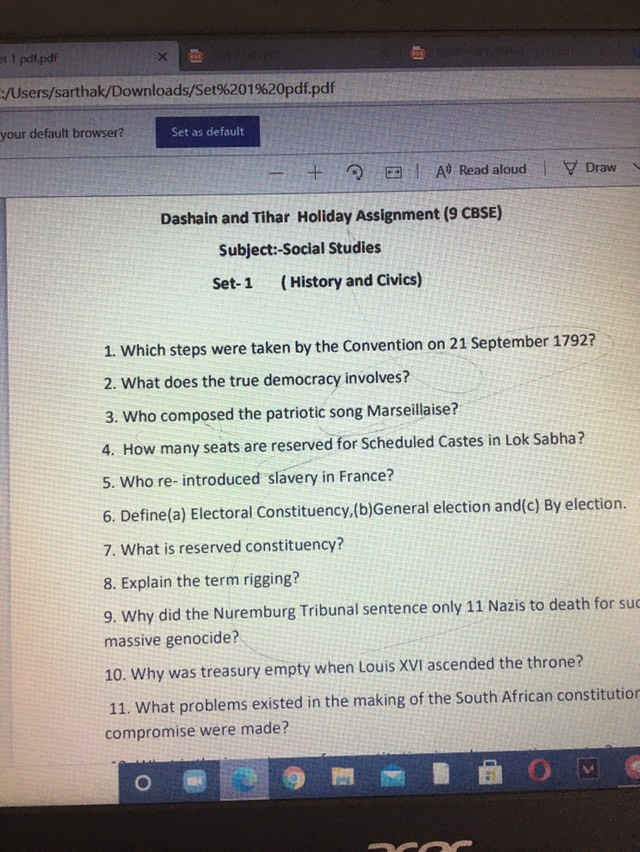 et 1 pdf.pdf
:/Users/sarthak/Downloads/Set%201%20pdf.pdf
your default browser? Set as default
Read aloud Draw
Dashain and Tihar Holiday Assignment (9 CBSE)
Subject:-Social Studies
Set- 1 ( History and Civics)
1. Which steps were taken by the Convention on 21 September 1792?
2. What does the true democracy involves?
3. Who composed the patriotic song Marseillaise?
4. How many seats are reserved for Scheduled Castes in Lok Sabha?
5. Who re- introduced slavery in France?
6. Define(a) Electoral Constituency,(b)General election and(c) By election.
7. What is reserved constituency?
8. Explain the term rigging?
9. Why did the Nuremburg Tribunal sentence only 11 Nazis to death for suc
massive genocide?
10. Why was treasury empty when Louis XVI ascended the throne?
11. What problems existed in the making of the South African constitution
compromise were made?
acer